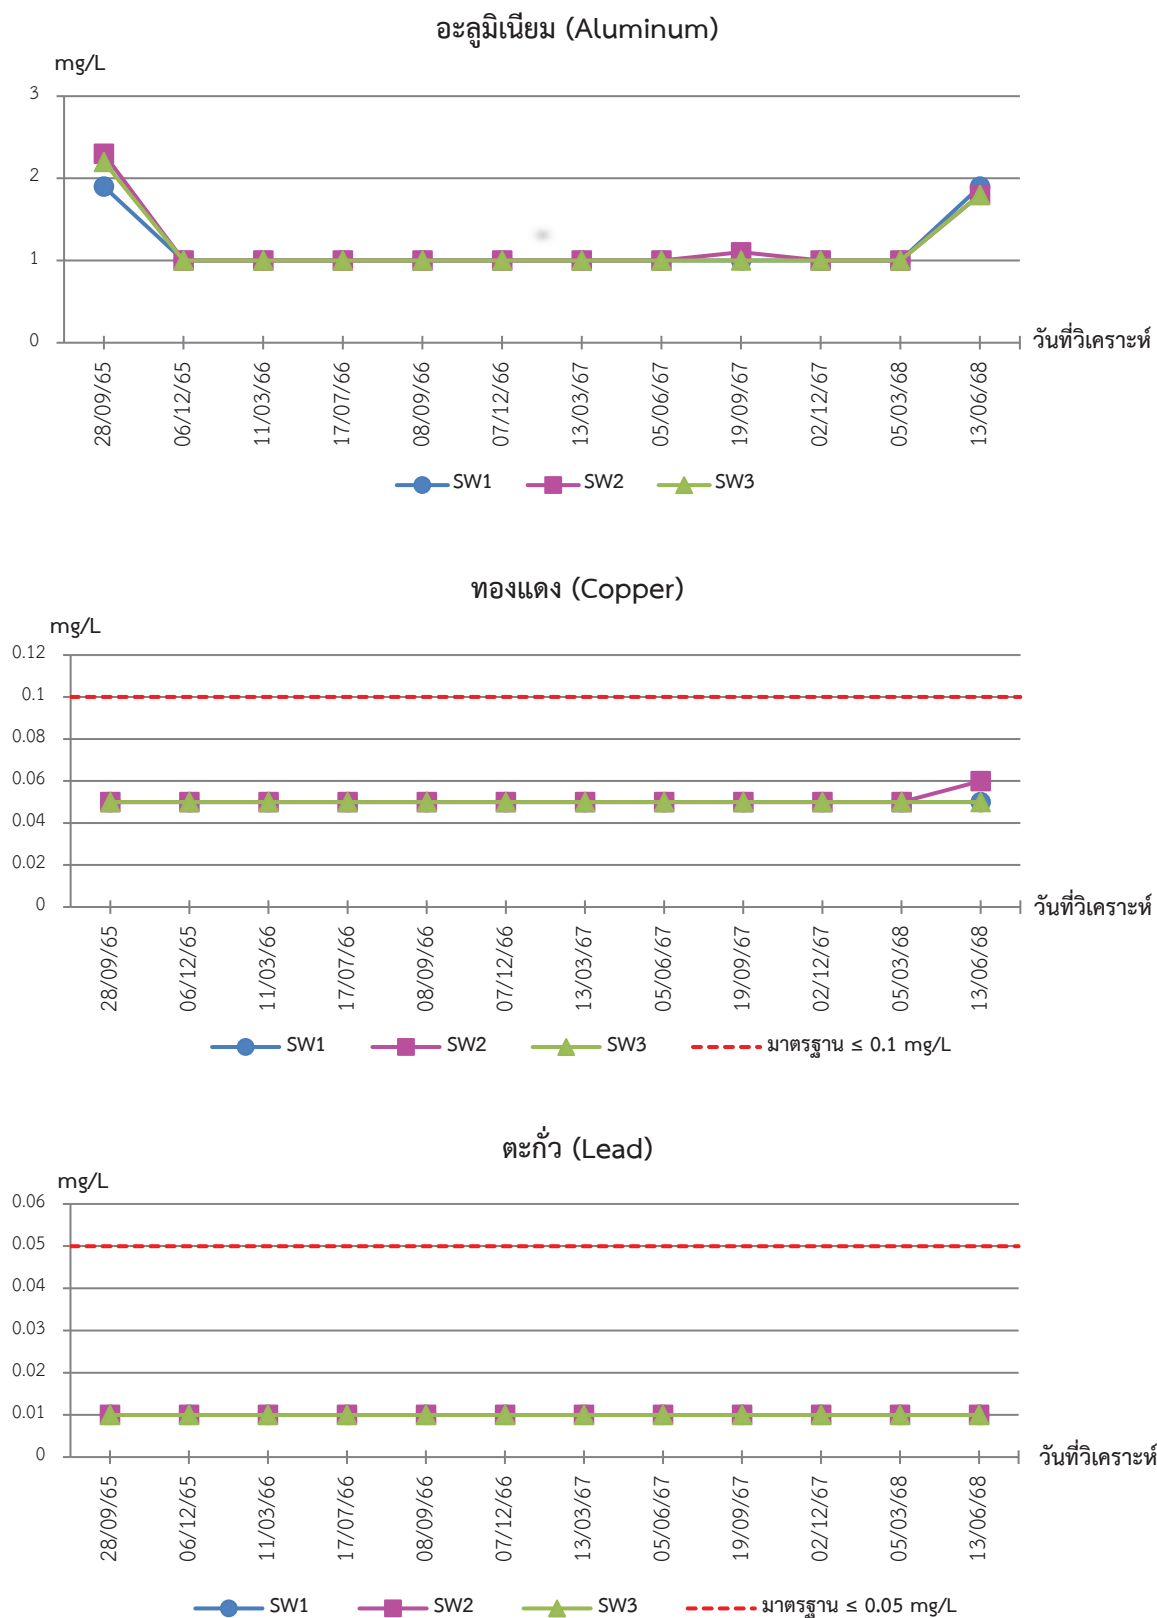 อะลูมิเนียม (Aluminum)
mg/L
3
2
1
0
วันที่วิเคราะห์
28/09/65 06/12/65 11/03/66 17/07/66 08/09/66 07/12/66 13/03/67 05/06/67 19/09/67 02/12/67 05/03/68 13/06/68
SW1 SW2 SW3
ทองแดง (Copper)
mg/L
0.12
0.1
0.08
0.06
0.04
0.02
0
วันที่วิเคราะห์
28/09/65 06/12/65 11/03/66 17/07/66 08/09/66 07/12/66 13/03/67 05/06/67 19/09/67 02/12/67 05/03/68 13/06/68
SW1 SW2 SW3 มาตรฐาน ≤ 0.1 mg/L
ตะกั่ว (Lead)
mg/L
0.06
0.05
0.04
0.03
0.02
0.01
0
วันที่วิเคราะห์
28/09/65 06/12/65 11/03/66 17/07/66 08/09/66 07/12/66 13/03/67 05/06/67 19/09/67 02/12/67 05/03/68 13/06/68
SW1 SW2 SW3 มาตรฐาน ≤ 0.05 mg/L